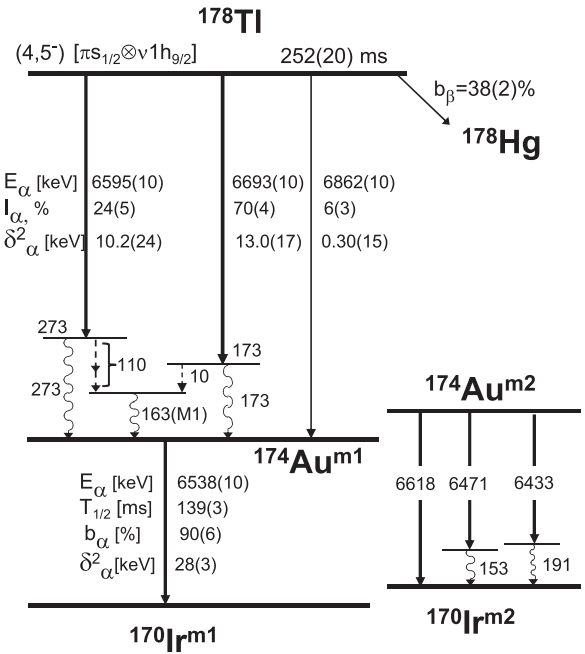 178Tl
(4,5-) [πs1/2⊗ν1h9/2] 252(20) ms
bβ=38(2)%
178Hg
Eα [keV] 6595(10) 6693(10) 6862(10)
Iα, % 24(5) 70(4) 6(3)
δ2α [keV] 10.2(24) 13.0(17) 0.30(15)
273
173
110
10
273
163(M1)
173
174Aum1
174Aum2
Eα [keV] 6538(10)
T1/2 [ms] 139(3)
bα [%] 90(6)
δ2α[keV] 28(3)
6618 6471 6433
153 191
170Irm1
170Irm2